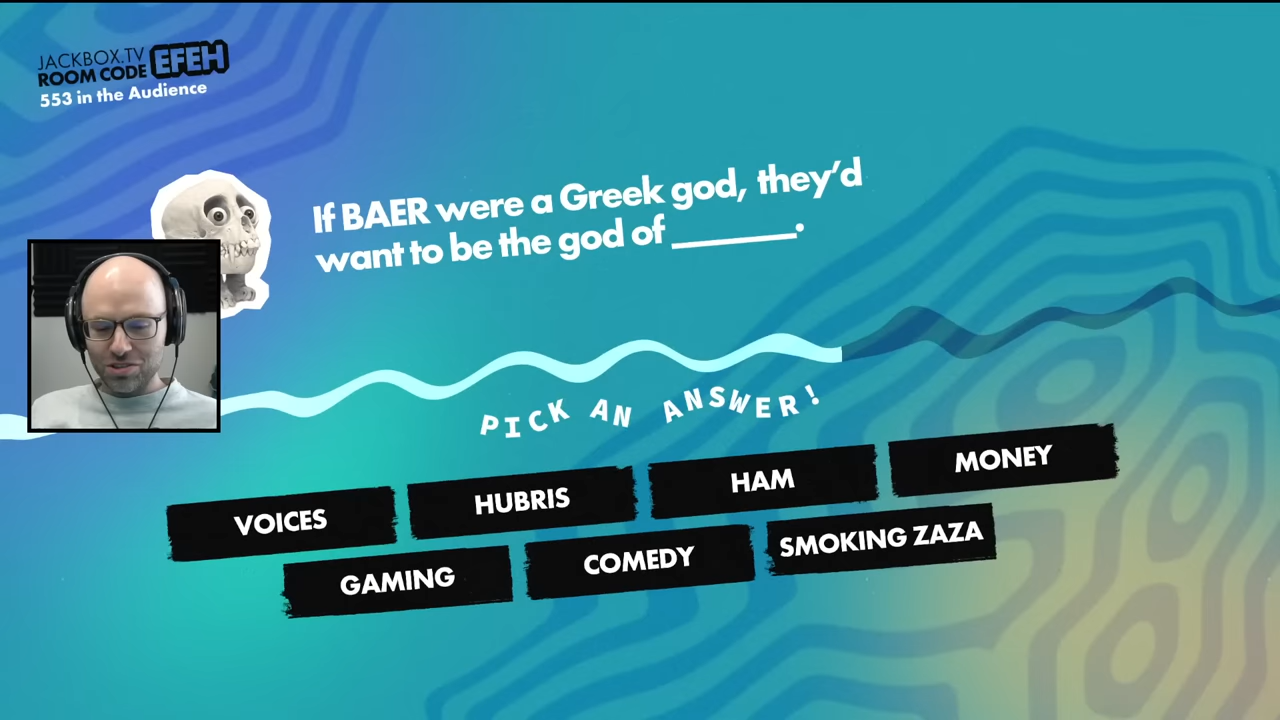 JACKBOX.TV
ROOM CODE EFEH
553 in the Audience
If BAER were a Greek god, they'd
want to be the god of ______.
PICK AN ANSWER!
VOICES
HUBRIS
HAM
MONEY
GAMING
COMEDY
SMOKING ZAZA